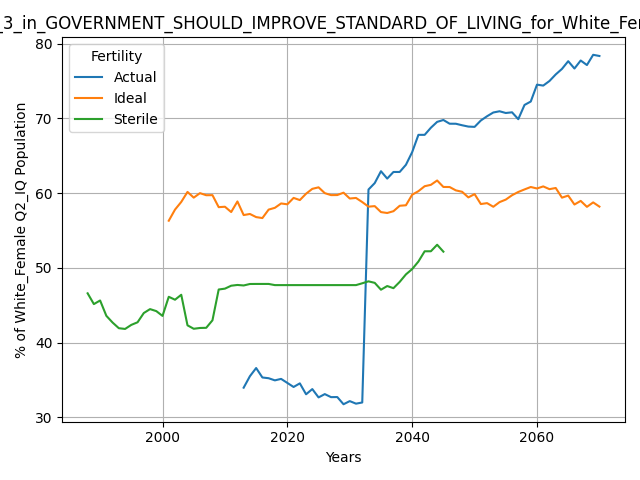 _3_in_GOVERNMENT_SHOULD_IMPROVE_STANDARD_OF_LIVING_for_White_Fe
Fertility
Actual
Ideal
Sterile
80
70
60
50
40
30
% of White_Female Q2_IQ Population
2000
2020
2040
2060
Years